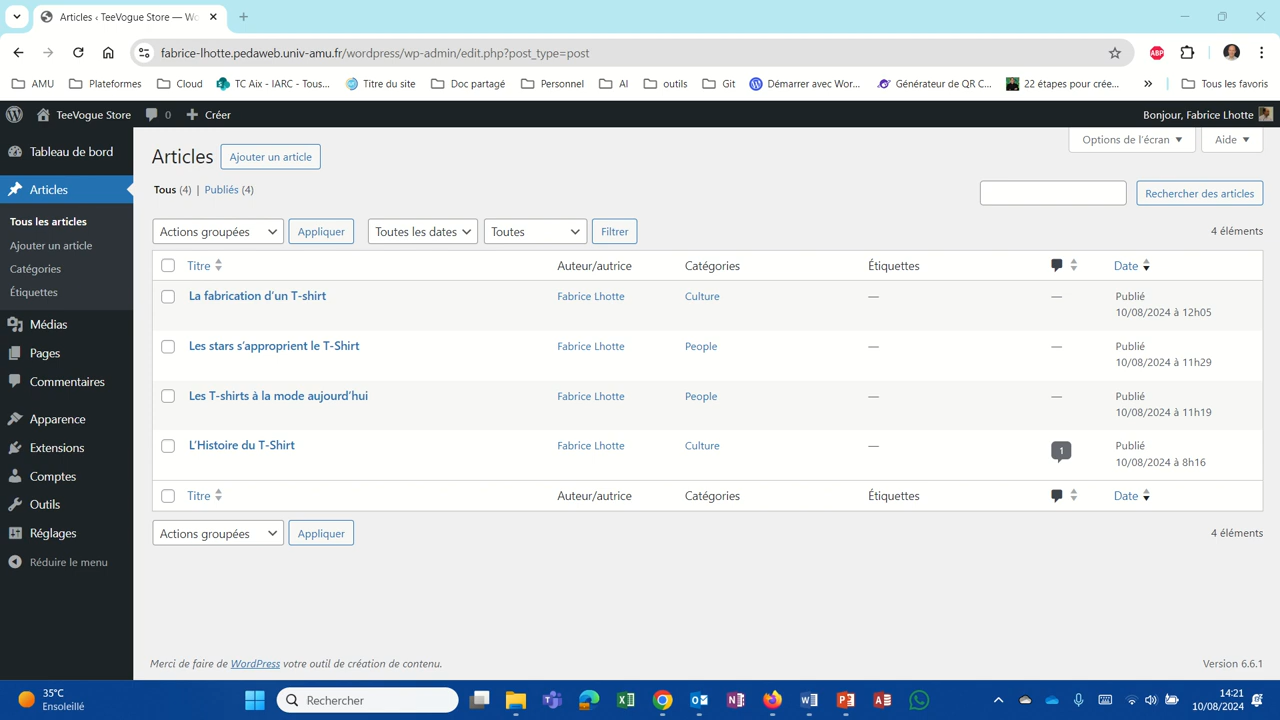 Articles ‹ TeeVogue Store — Wo
fabrice-lhotte.pedaweb.univ-amu.fr/wordpress/wp-admin/edit.php?post_type=post
ABP
AMU Plateformes Cloud TC Aix - IARC - Tous... Titre du site Doc partagé Personnel AI outils Git Démarrer avec Wor... Générateur de QR C... 22 étapes pour crée... » Tous les favoris
TeeVogue Store 0 Créer Bonjour, Fabrice Lhotte
Options de l'écran Aide
Tableau de bord
Articles
Tous les articles
Ajouter un article
Catégories
Étiquettes
Médias
Pages
Commentaires
Apparence
Extensions
Comptes
Outils
Réglages
Réduire le menu
Articles Ajouter un article
Tous (4) | Publiés (4)
Rechercher des articles
Actions groupées Appliquer Toutes les dates Toutes Filtrer 4 éléments
Titre Auteur/autrice Catégories Étiquettes Date
La fabrication d'un T-shirt Fabrice Lhotte Culture — — Publié
10/08/2024 à 12h05
Les stars s'approprient le T-Shirt Fabrice Lhotte People — — Publié
10/08/2024 à 11h29
Les T-shirts à la mode aujourd'hui Fabrice Lhotte People — — Publié
10/08/2024 à 11h19
L'Histoire du T-Shirt Fabrice Lhotte Culture — 1 Publié
10/08/2024 à 8h16
Titre Auteur/autrice Catégories Étiquettes Date
Actions groupées Appliquer 4 éléments
Merci de faire de WordPress votre outil de création de contenu. Version 6.6.1
35°C
Ensoleillé
Rechercher
14:21
10/08/2024